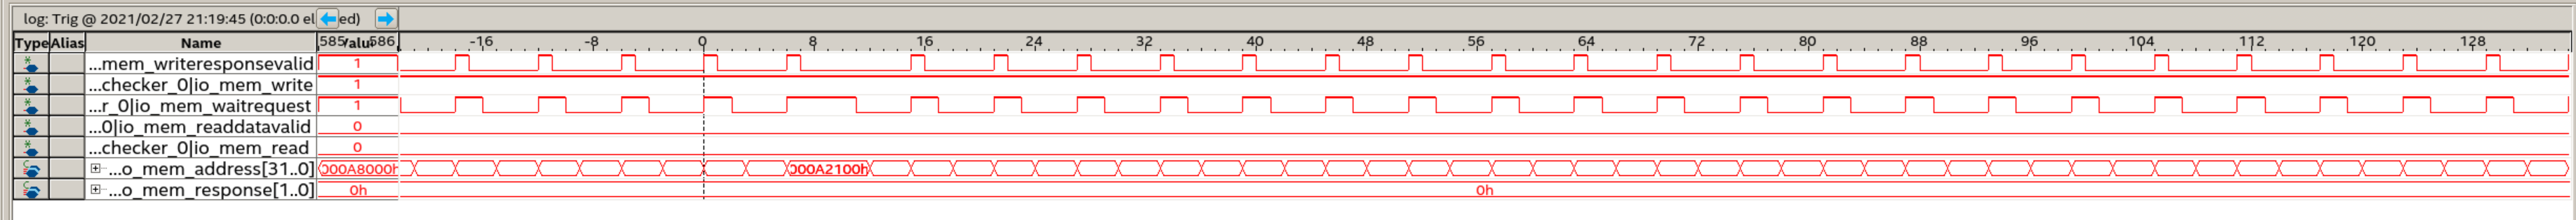 log: Trig @ 2021/02/27 21:19:45 (0:0:0.0 el ed)
Type Alias Name 585 Valu 586 -16 -8 0 8 16 24 32 40 48 56 64 72 80 88 96 104 112 120 128
...mem_writeresponsevalid 1
...checker_0|io_mem_write 1
...r_0|io_mem_waitrequest 1
...0|io_mem_readdatavalid 0
...checker_0|io_mem_read 0
...o_mem_address[31..0] 000A8000h 000A2100h
...o_mem_response[1..0] 0h 0h